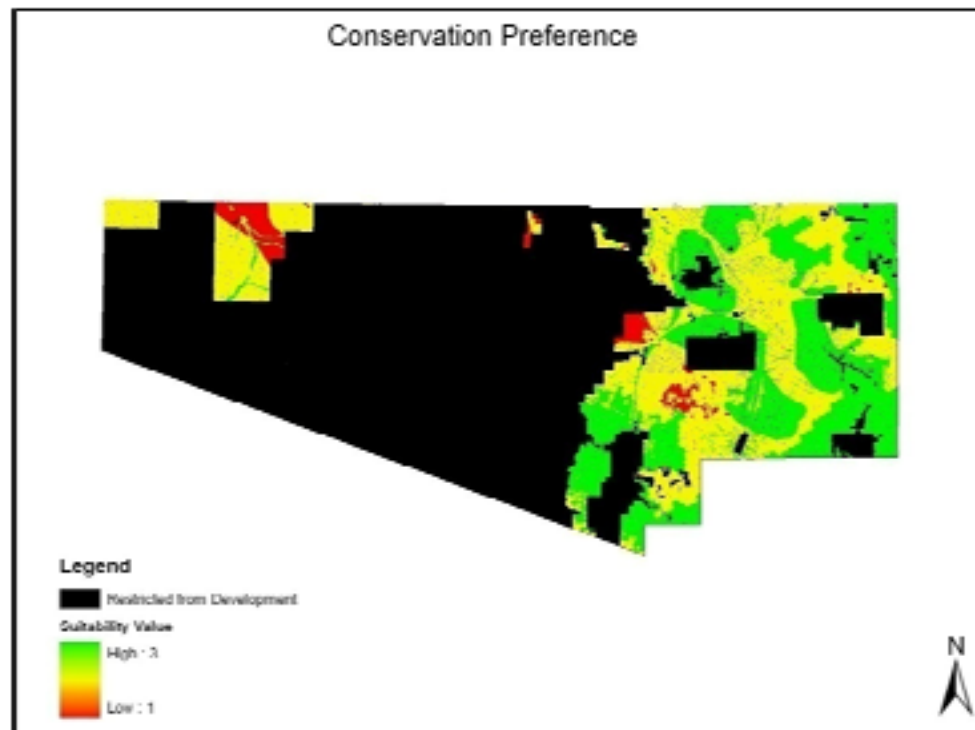 Conservation Preference
Legend
Restricted from Development
Suitability Value
High : 3
Low : 1
N